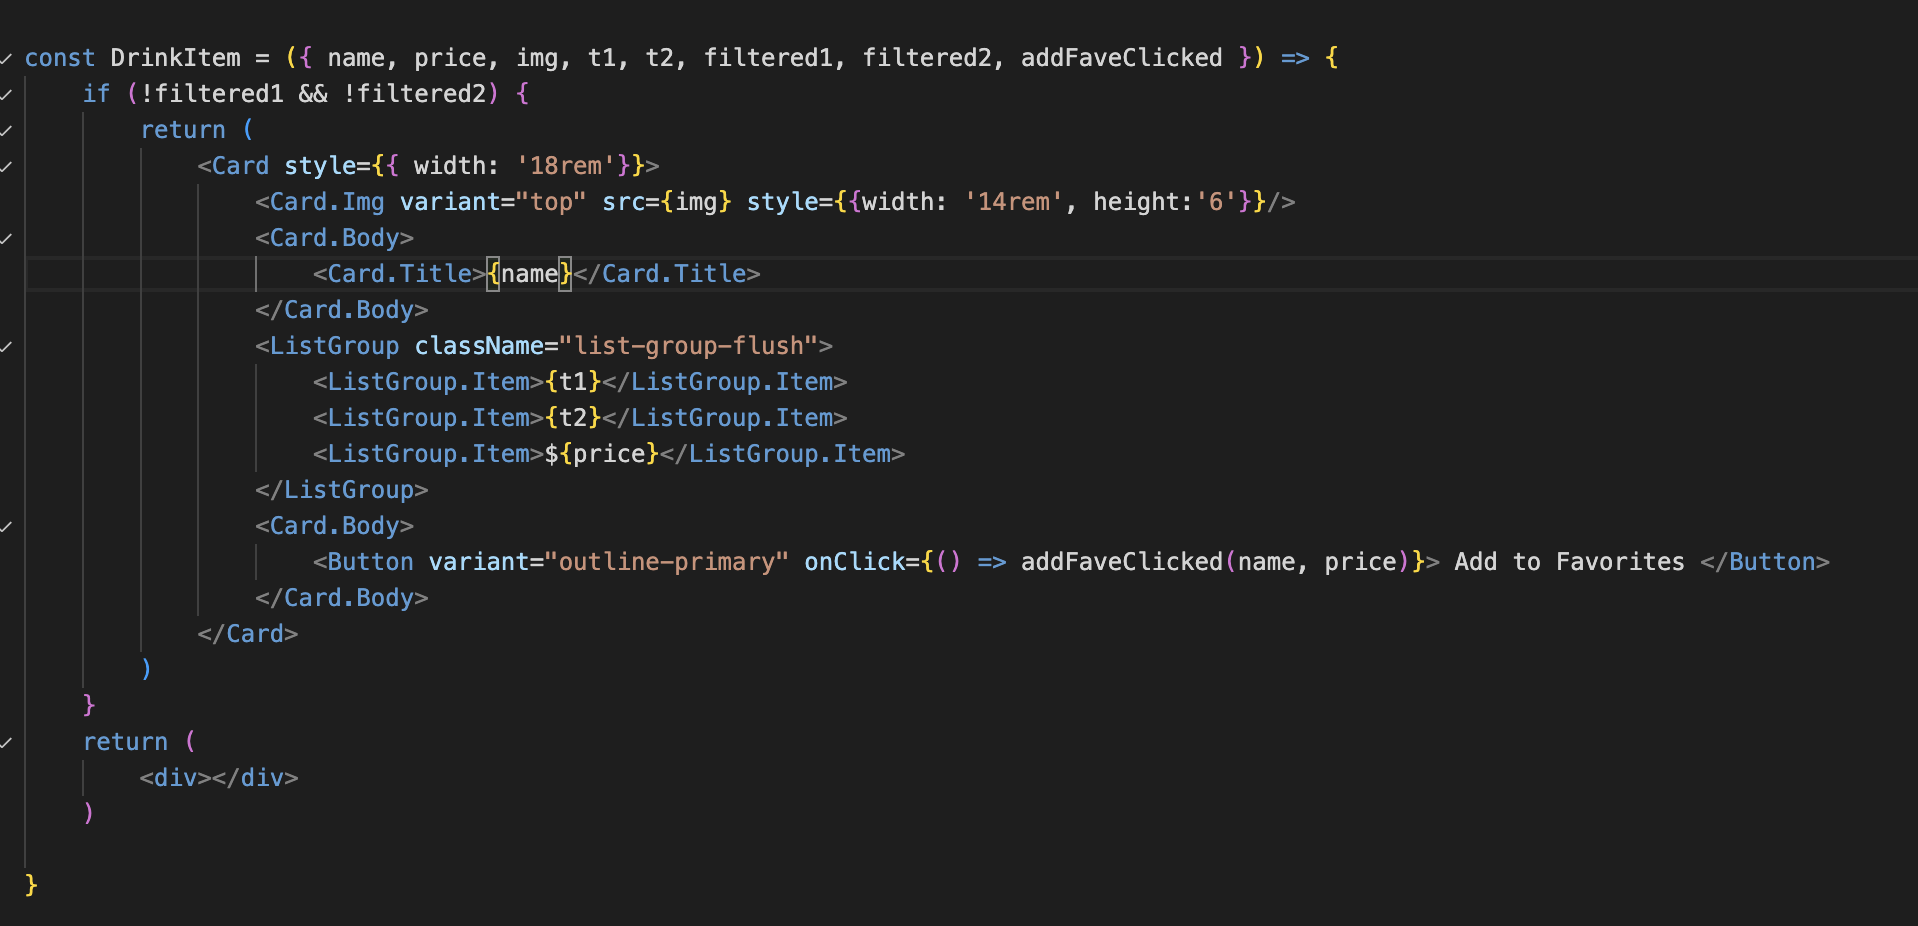 const DrinkItem = ({ name, price, img, t1, t2, filtered1, filtered2, addFaveClicked }) => {
    if (!filtered1 && !filtered2) {
        return (
            <Card style={{ width: '18rem'}}>
                <Card.Img variant="top" src={img} style={{width: '14rem', height:'6'}}/>
                <Card.Body>
                    <Card.Title>{name}</Card.Title>
                </Card.Body>
                <ListGroup className="list-group-flush">
                    <ListGroup.Item>{t1}</ListGroup.Item>
                    <ListGroup.Item>{t2}</ListGroup.Item>
                    <ListGroup.Item>${price}</ListGroup.Item>
                </ListGroup>
                <Card.Body>
                    <Button variant="outline-primary" onClick={() => addFaveClicked(name, price)}> Add to Favorites </Button>
                </Card.Body>
            </Card>
        )
    }
    return (
        <div></div>
    )
}